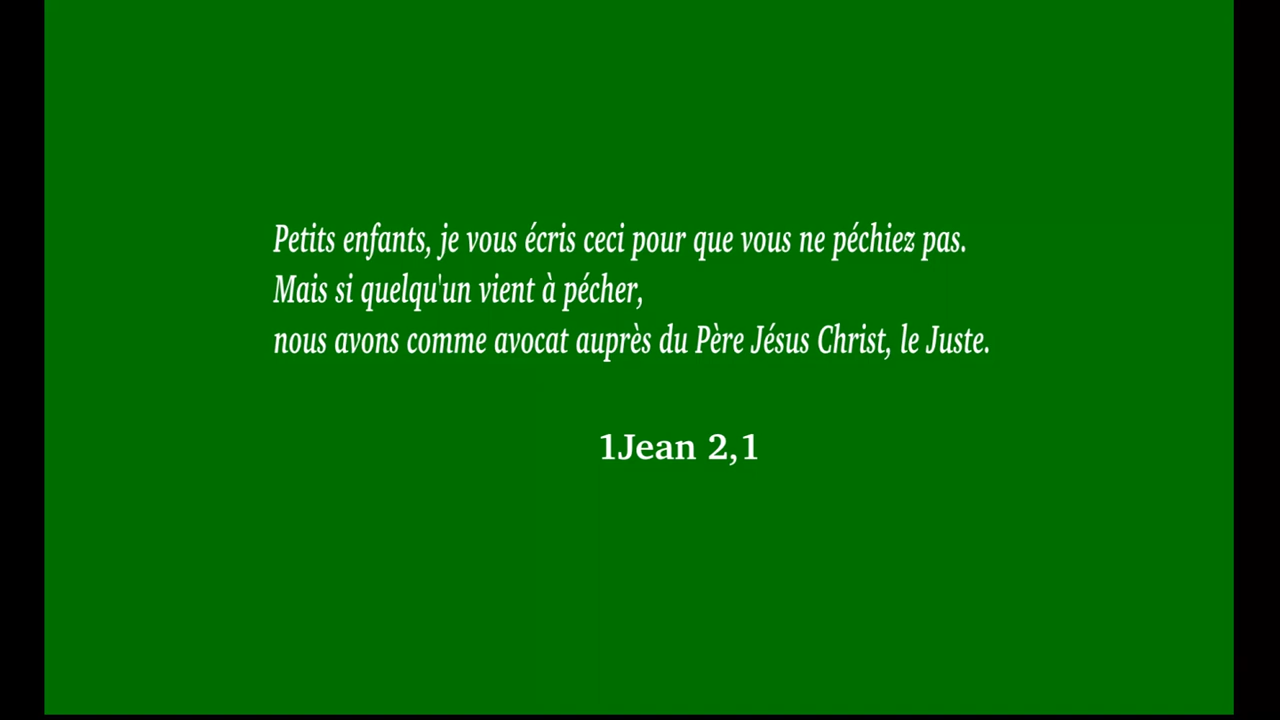 Petits enfants, je vous écris ceci pour que vous ne péchiez pas.
Mais si quelqu'un vient à pécher,
nous avons comme avocat auprès du Père Jésus Christ, le Juste.
1Jean 2,1